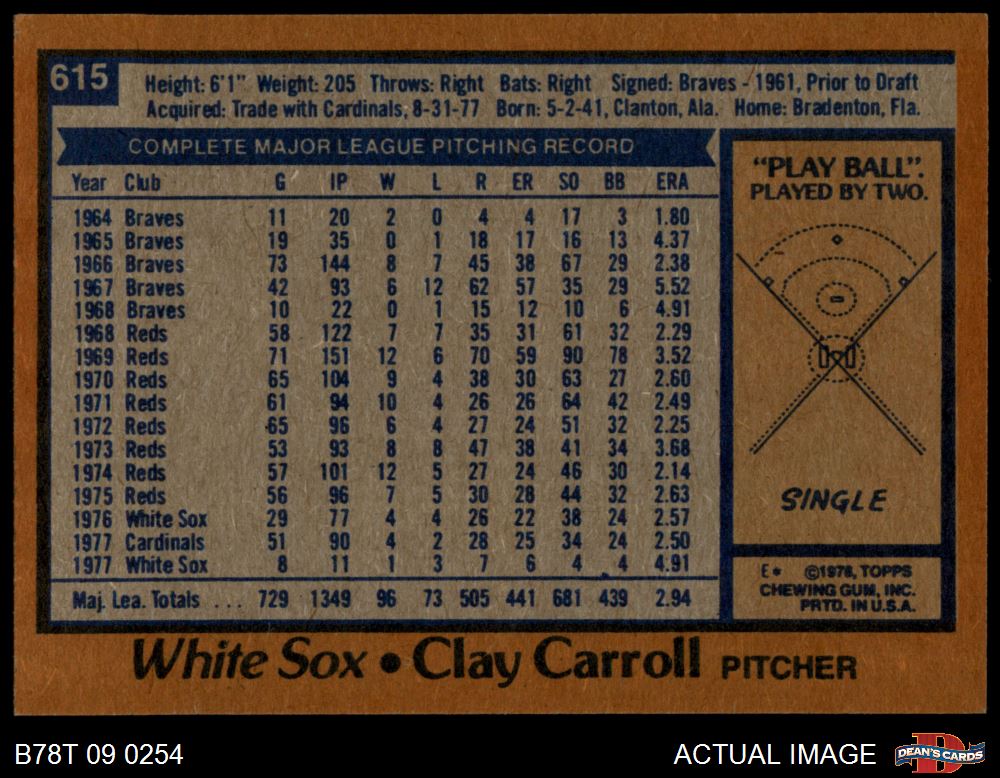 615
Height: 6'1" Weight: 205 Throws: Right Bats: Right Signed: Braves - 1961, Prior to Draft
Acquired: Trade with Cardinals, 8-31-77 Born: 5-2-41, Clanton, Ala. Home: Bradenton, Fla.
COMPLETE MAJOR LEAGUE PITCHING RECORD
Year Club G IP W L R ER SO BB ERA
1964 Braves 11 20 2 0 4 4 17 3 1.80
1965 Braves 19 35 0 1 18 17 16 13 4.37
1966 Braves 73 144 8 7 45 38 67 29 2.38
1967 Braves 42 93 6 12 62 57 35 29 5.52
1968 Braves 10 22 0 1 15 12 10 6 4.91
1968 Reds 58 122 7 7 35 31 61 32 2.29
1969 Reds 71 151 12 6 70 59 90 78 3.52
1970 Reds 65 104 9 4 38 30 63 27 2.60
1971 Reds 61 94 10 4 26 26 64 42 2.49
1972 Reds 65 96 6 4 27 24 51 32 2.25
1973 Reds 53 93 8 8 47 38 41 34 3.68
1974 Reds 57 101 12 5 27 24 46 30 2.14
1975 Reds 56 96 7 5 30 28 44 32 2.63
1976 White Sox 29 77 4 4 26 22 38 24 2.57
1977 Cardinals 51 90 4 2 28 25 34 24 2.50
1977 White Sox 8 11 1 3 7 6 4 4 4.91
Maj. Lea. Totals ... 729 1349 96 73 505 441 681 439 2.94
"PLAY BALL".
PLAYED BY TWO.
SINGLE
E* ©1978, TOPPS
CHEWING GUM, INC.
PRTD. IN U.S.A.
White Sox • Clay Carroll PITCHER
B78T 09 0254
ACTUAL IMAGE
DEAN'S CARDS